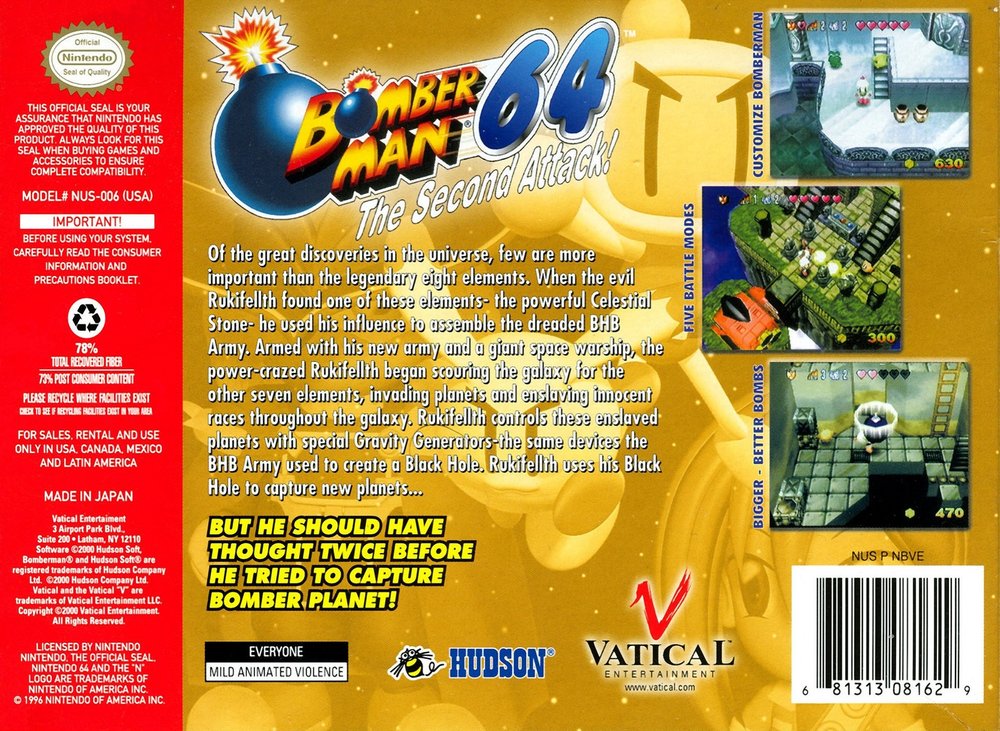 Official
Nintendo
Seal of Quality
THIS OFFICIAL SEAL IS YOUR
ASSURANCE THAT NINTENDO HAS
APPROVED THE QUALITY OF THIS
PRODUCT. ALWAYS LOOK FOR THIS
SEAL WHEN BUYING GAMES AND
ACCESSORIES TO ENSURE
COMPLETE COMPATIBILITY.
MODEL# NUS-006 (USA)
IMPORTANT!
BEFORE USING YOUR SYSTEM,
CAREFULLY READ THE CONSUMER
INFORMATION AND
PRECAUTIONS BOOKLET.
78%
TOTAL RECOVERED FIBER
73% POST CONSUMER CONTENT
PLEASE RECYCLE WHERE FACILITIES EXIST
CHECK TO SEE IF RECYCLING FACILITIES EXIST IN YOUR AREA
FOR SALES, RENTAL AND USE
ONLY IN USA, CANADA, MEXICO
AND LATIN AMERICA
MADE IN JAPAN
Vatical Entertaiment
3 Airport Park Blvd.,
Suite 200 • Latham, NY 12110
Software ©2000 Hudson Soft,
Bomberman® and Hudson Soft® are
registered trademarks of Hudson Company
Ltd. ©2000 Hudson Company Ltd.
Vatical and the Vatical "V" are
trademarks of Vatical Entertainment LLC.
Copyright ©2000 Vatical Entertainment.
All Rights Reserved.
LICENSED BY NINTENDO
NINTENDO, THE OFFICIAL SEAL,
NINTENDO 64 AND THE "N"
LOGO ARE TRADEMARKS OF
NINTENDO OF AMERICA INC.
© 1996 NINTENDO OF AMERICA INC.
BOMBER
MAN® 64™
The Second Attack!
Of the great discoveries in the universe, few are more
important than the legendary eight elements. When the evil
Rukifellth found one of these elements- the powerful Celestial
Stone- he used his influence to assemble the dreaded BHB
Army. Armed with his new army and a giant space warship, the
power-crazed Rukifellth began scouring the galaxy for the
other seven elements, invading planets and enslaving innocent
races throughout the galaxy. Rukifellth controls these enslaved
planets with special Gravity Generators-the same devices the
BHB Army used to create a Black Hole. Rukifellth uses his Black
Hole to capture new planets...
BUT HE SHOULD HAVE
THOUGHT TWICE BEFORE
HE TRIED TO CAPTURE
BOMBER PLANET!
EVERYONE
MILD ANIMATED VIOLENCE
HUDSON®
VATICAL™
ENTERTAINMENT
www.vatical.com
CUSTOMIZE BOMBERMAN
630
FIVE BATTLE MODES
300
BIGGER - BETTER BOMBS
470
NUS P NBVE
6 81313 08162 9